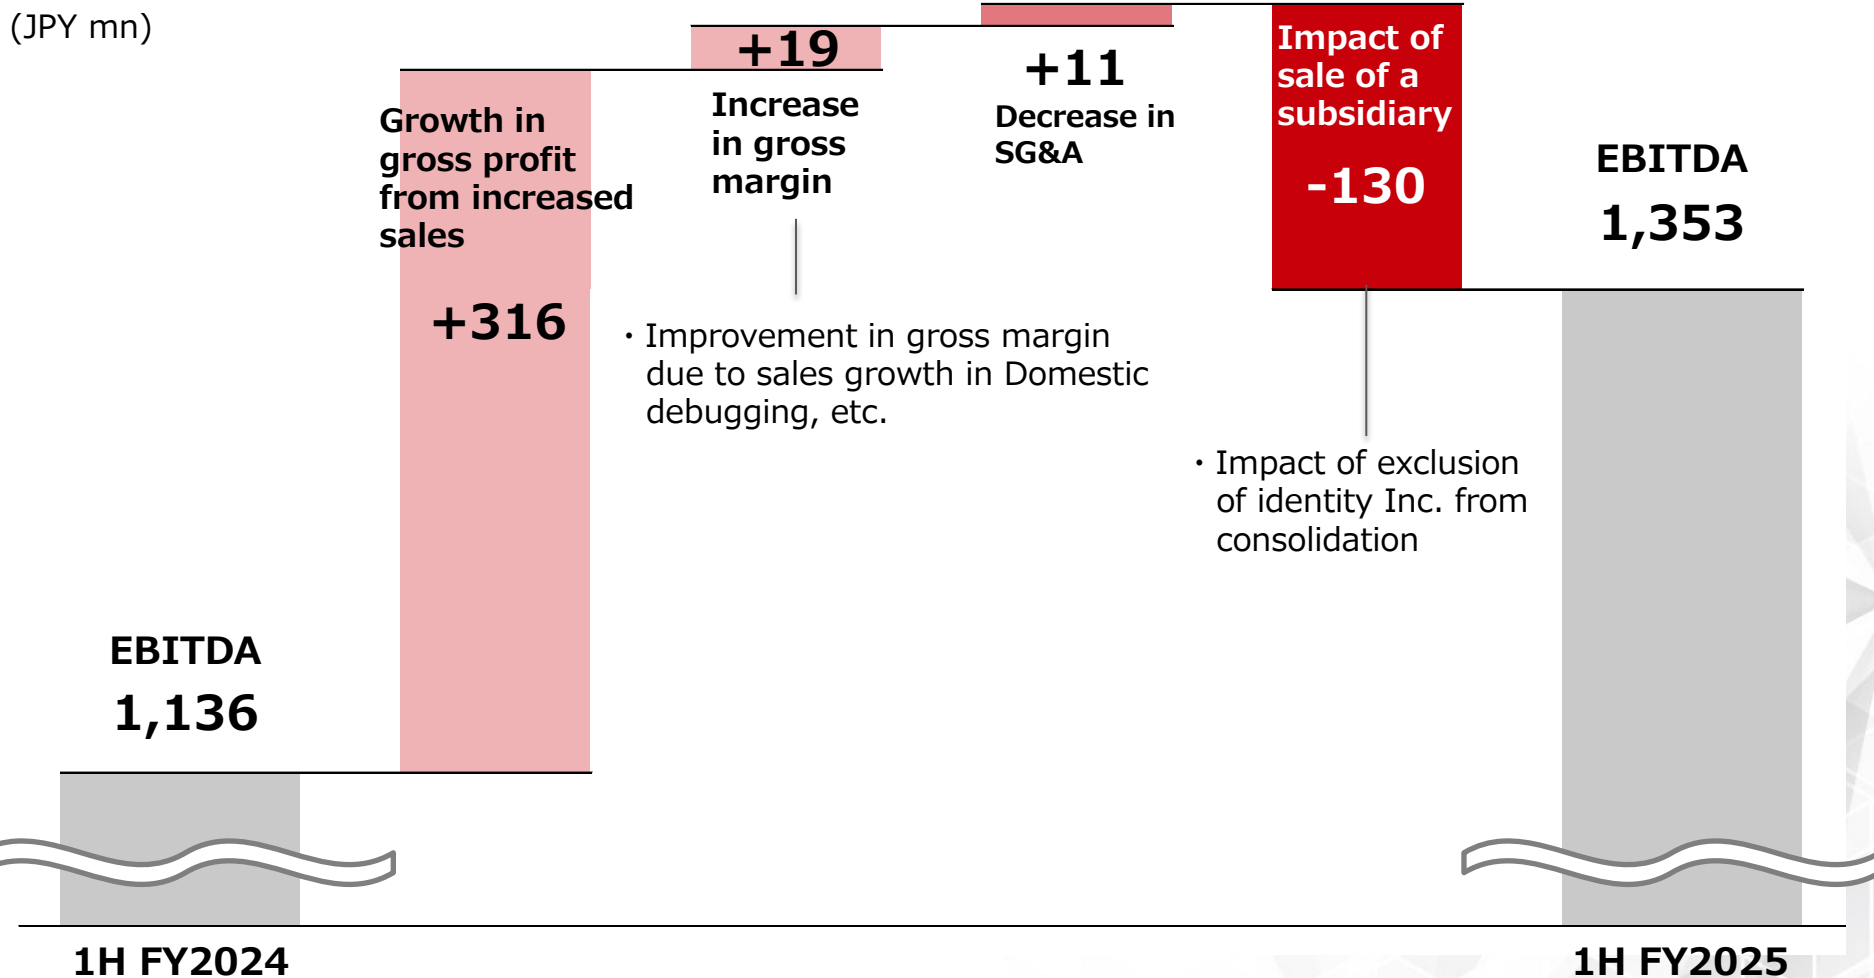 (JPY mn)
EBITDA
1,136
Growth in
gross profit
from increased
sales
+316
+19
Increase
in gross
margin
・Improvement in gross margin
due to sales growth in Domestic
debugging, etc.
+11
Decrease in
SG&A
Impact of
sale of a
subsidiary
-130
・Impact of exclusion
of identity Inc. from
consolidation
EBITDA
1,353
1H FY2024
1H FY2025